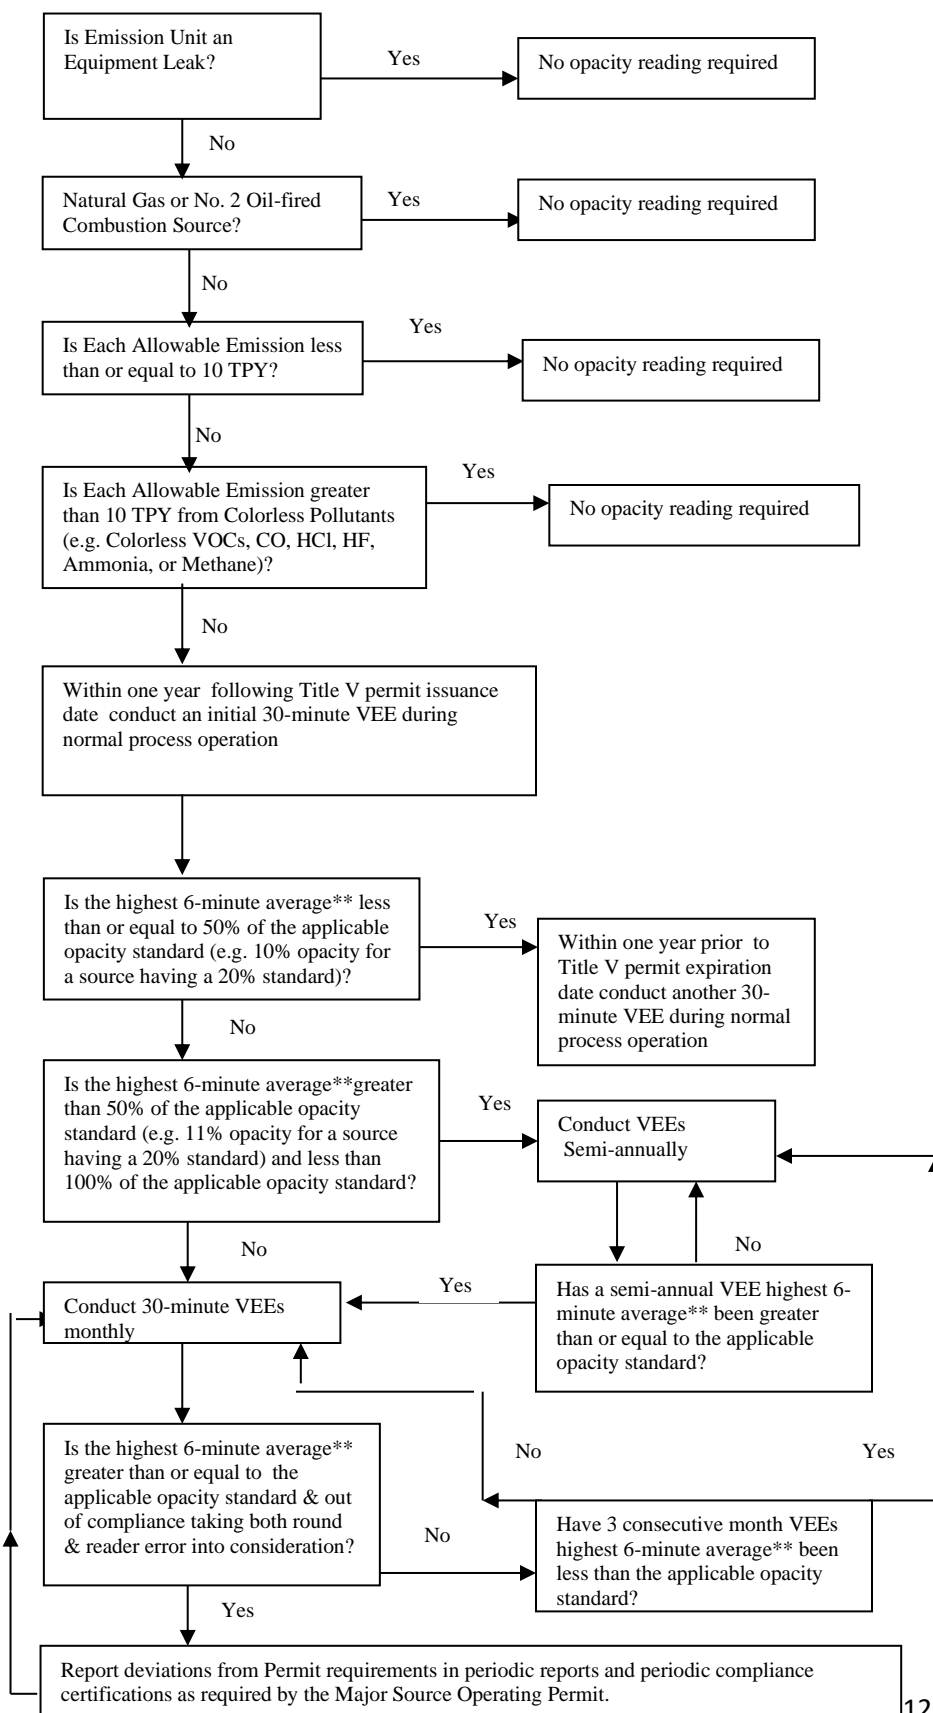 Is Emission Unit an
Equipment Leak?
Yes
No opacity reading required
No
Natural Gas or No. 2 Oil-fired
Combustion Source?
Yes
No opacity reading required
No
Is Each Allowable Emission less
than or equal to 10 TPY?
Yes
No opacity reading required
No
Is Each Allowable Emission greater
than 10 TPY from Colorless Pollutants
(e.g. Colorless VOCs, CO, HCl, HF,
Ammonia, or Methane)?
Yes
No opacity reading required
No
Within one year  following Title V permit issuance
date  conduct an initial 30-minute VEE during
normal process operation
Is the highest 6-minute average** less
than or equal to 50% of the applicable
opacity standard (e.g. 10% opacity for
a source having a 20% standard)?
Yes
Within one year prior  to
Title V permit expiration
date conduct another 30-
minute VEE during normal
process operation
No
Is the highest 6-minute average**greater
than 50% of the applicable opacity
standard (e.g. 11% opacity for a source
having a 20% standard) and less than
100% of the applicable opacity standard?
Yes
Conduct VEEs
Semi-annually
No
No
Has a semi-annual VEE highest 6-
minute average** been greater
than or equal to the applicable
opacity standard?
Yes
Conduct 30-minute VEEs
monthly
Is the highest 6-minute average**
greater than or equal to  the
applicable opacity standard & out
of compliance taking both round
& reader error into consideration?
No
No
Yes
Have 3 consecutive month VEEs
highest 6-minute average** been
less than the applicable opacity
standard?
Yes
Report deviations from Permit requirements in periodic reports and periodic compliance
certifications as required by the Major Source Operating Permit.
12